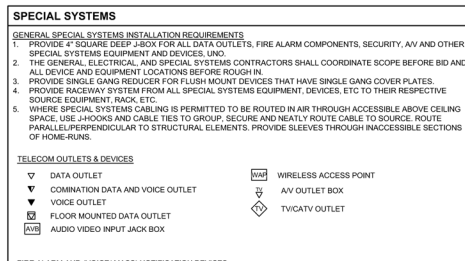 SPECIAL SYSTEMS
GENERAL SPECIAL SYSTEMS INSTALLATION REQUIREMENTS
1. PROVIDE 4" SQUARE DEEP J-BOX FOR ALL DATA OUTLETS, FIRE ALARM COMPONENTS, SECURITY, A/V AND OTHER
SPECIAL SYSTEMS EQUIPMENT AND DEVICES, UNO.
2. THE GENERAL, ELECTRICAL, AND SPECIAL SYSTEMS CONTRACTORS SHALL COORDINATE SCOPE BEFORE BID AND
ALL DEVICE AND EQUIPMENT LOCATIONS BEFORE ROUGH IN.
3. PROVIDE SINGLE GANG REDUCER FOR FLUSH MOUNT DEVICES THAT HAVE SINGLE GANG COVER PLATES.
4. PROVIDE RACEWAY SYSTEM FROM ALL SPECIAL SYSTEMS EQUIPMENT, DEVICES, ETC TO THEIR RESPECTIVE
SOURCE EQUIPMENT, RACK, ETC.
5. WHERE SPECIAL SYSTEMS CABLING IS PERMITTED TO BE ROUTED IN AIR THROUGH ACCESSIBLE ABOVE CEILING
SPACE, USE J-HOOKS AND CABLE TIES TO GROUP, SECURE AND NEATLY ROUTE CABLE TO SOURCE. ROUTE
PARALLEL/PERPENDICULAR TO STRUCTURAL ELEMENTS. PROVIDE SLEEVES THROUGH INACCESSIBLE SECTIONS
OF HOME-RUNS.
TELECOM OUTLETS & DEVICES
DATA OUTLET
COMINATION DATA AND VOICE OUTLET
VOICE OUTLET
FLOOR MOUNTED DATA OUTLET
AVB AUDIO VIDEO INPUT JACK BOX
WAP WIRELESS ACCESS POINT
TV A/V OUTLET BOX
TV TV/CATV OUTLET